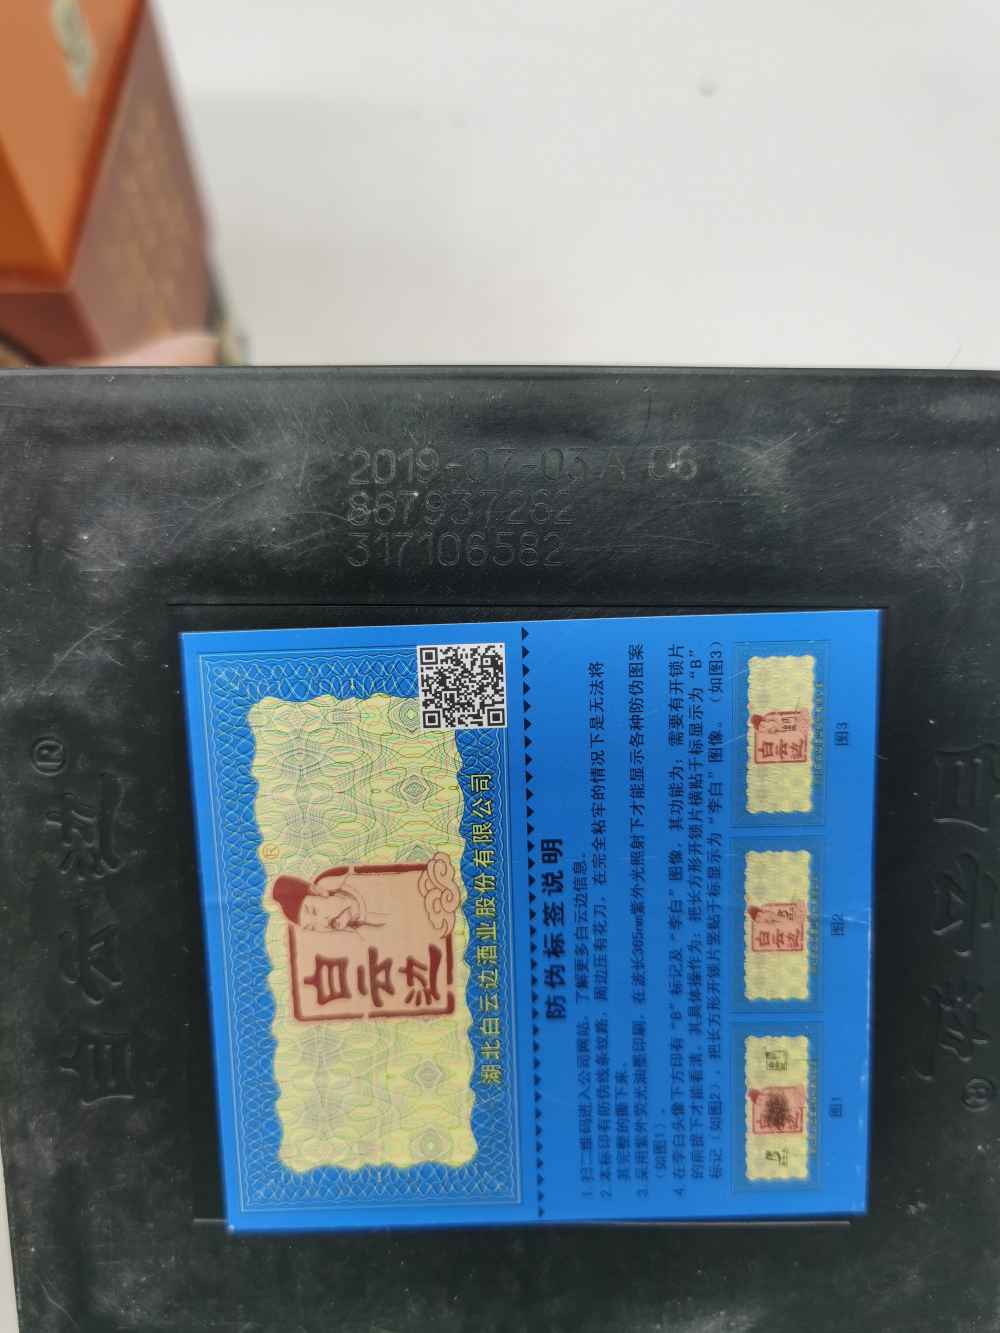 2019-07-03 A 06
867937262
317106582
白云边
湖北白云边酒业股份有限公司
防伪标签说明
1. 扫二维码进入公司网站，了解更多白云边信息。
2. 本标印有防伪线条纹路，周边压有花刀，在完全粘牢的情况下是无法将
其完整的撕下来。
3. 采用紫外荧光油墨印刷，在波长365nm紫外光照射下才能显示各种防伪图案
（如图1）。
4. 在李白头像下方印有“B”标记及“李白”图像，其功能为：需要有开锁片
的前提下才能看清。其具体操作为：把长方形开锁片横贴于标显示为“B”
标记（如图2），把长方形开锁片竖贴于标显示为“李白”图像。（如图3）
图1
图2
图3
白云边®